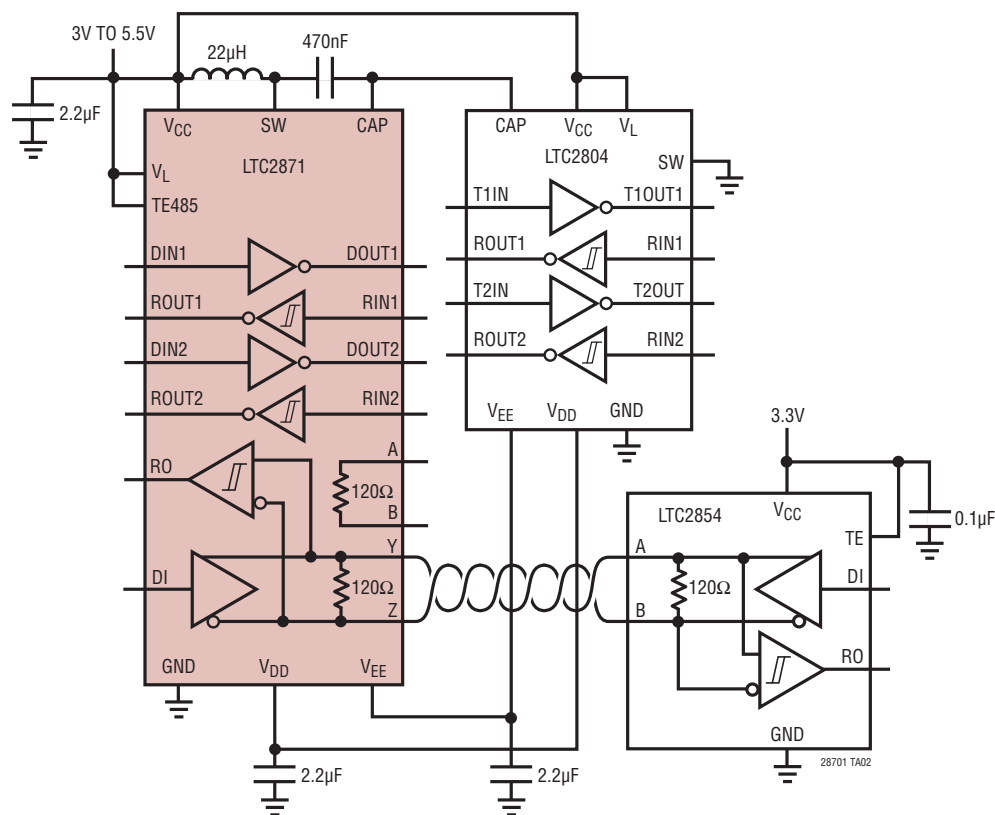 3V TO 5.5V
22µH
470nF
2.2µF
VCC
SW
CAP
LTC2871
VL
TE485
DIN1
DOUT1
ROUT1
RIN1
DIN2
DOUT2
ROUT2
RIN2
RO
A
120Ω
B
Y
DI
120Ω
Z
GND
VDD
VEE
2.2µF
2.2µF
CAP
VCC
VL
LTC2804
SW
T1IN
T1OUT1
ROUT1
RIN1
T2IN
T2OUT
ROUT2
RIN2
VEE
VDD
GND
3.3V
LTC2854
VCC
0.1µF
TE
A
DI
120Ω
B
RO
GND
28701 TA02